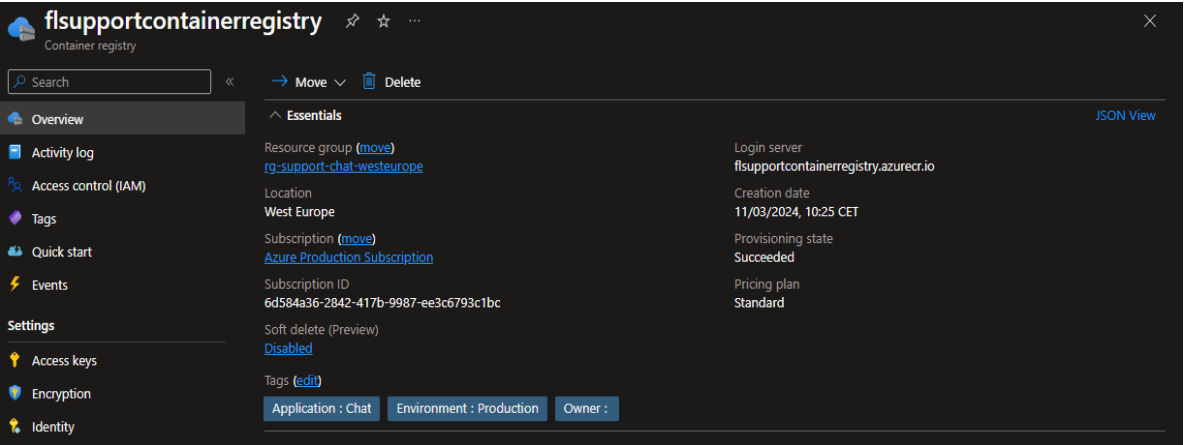 flsupportcontainerregistry
Container registry
Search
Move
Delete
Overview
Activity log
Access control (IAM)
Tags
Quick start
Events
Settings
Access keys
Encryption
Identity
Essentials
JSON View
Resource group (move)
rg-support-chat-westeurope
Location
West Europe
Subscription (move)
Azure Production Subscription
Subscription ID
6d584a36-2842-417b-9987-ee3c6793c1bc
Soft delete (Preview)
Disabled
Login server
flsupportcontainerregistry.azurecr.io
Creation date
11/03/2024, 10:25 CET
Provisioning state
Succeeded
Pricing plan
Standard
Tags (edit)
Application : Chat
Environment : Production
Owner :